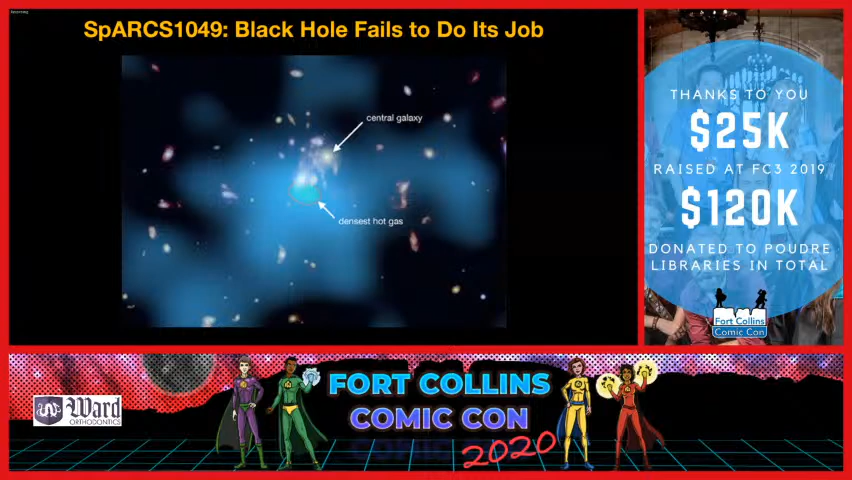 SpARCS1049: Black Hole Fails to Do Its Job
central galaxy
densest hot gas
THANKS TO YOU
$25K
RAISED AT FC3 2019
$120K
DONATED TO POUDRE
LIBRARIES IN TOTAL
Fort Collins
Comic Con
Ward
ORTHODONTICS
FORT COLLINS
COMIC CON
2020